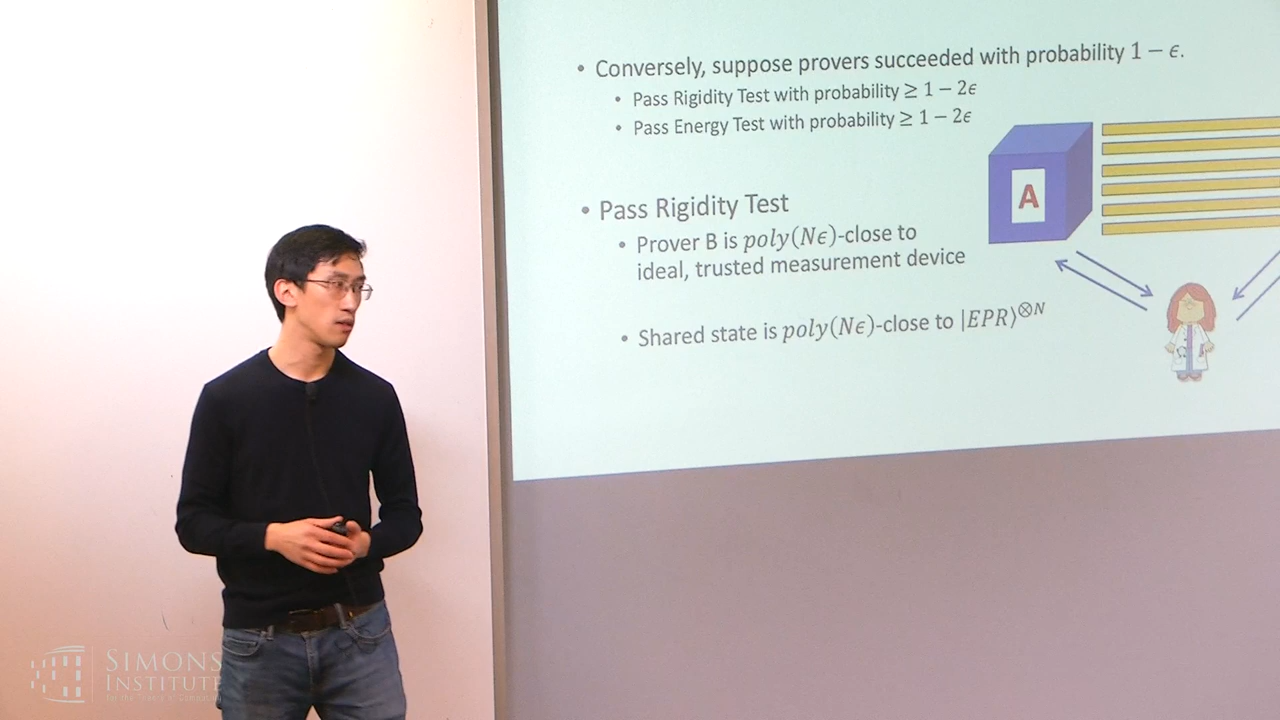 • Conversely, suppose provers succeeded with probability 1 − ϵ.
• Pass Rigidity Test with probability ≥ 1 − 2ϵ
• Pass Energy Test with probability ≥ 1 − 2ϵ
• Pass Rigidity Test
• Prover B is poly(Nϵ)-close to
ideal, trusted measurement device
• Shared state is poly(Nϵ)-close to |EPR⟩⊗N
A
SIMONS
INSTITUTE